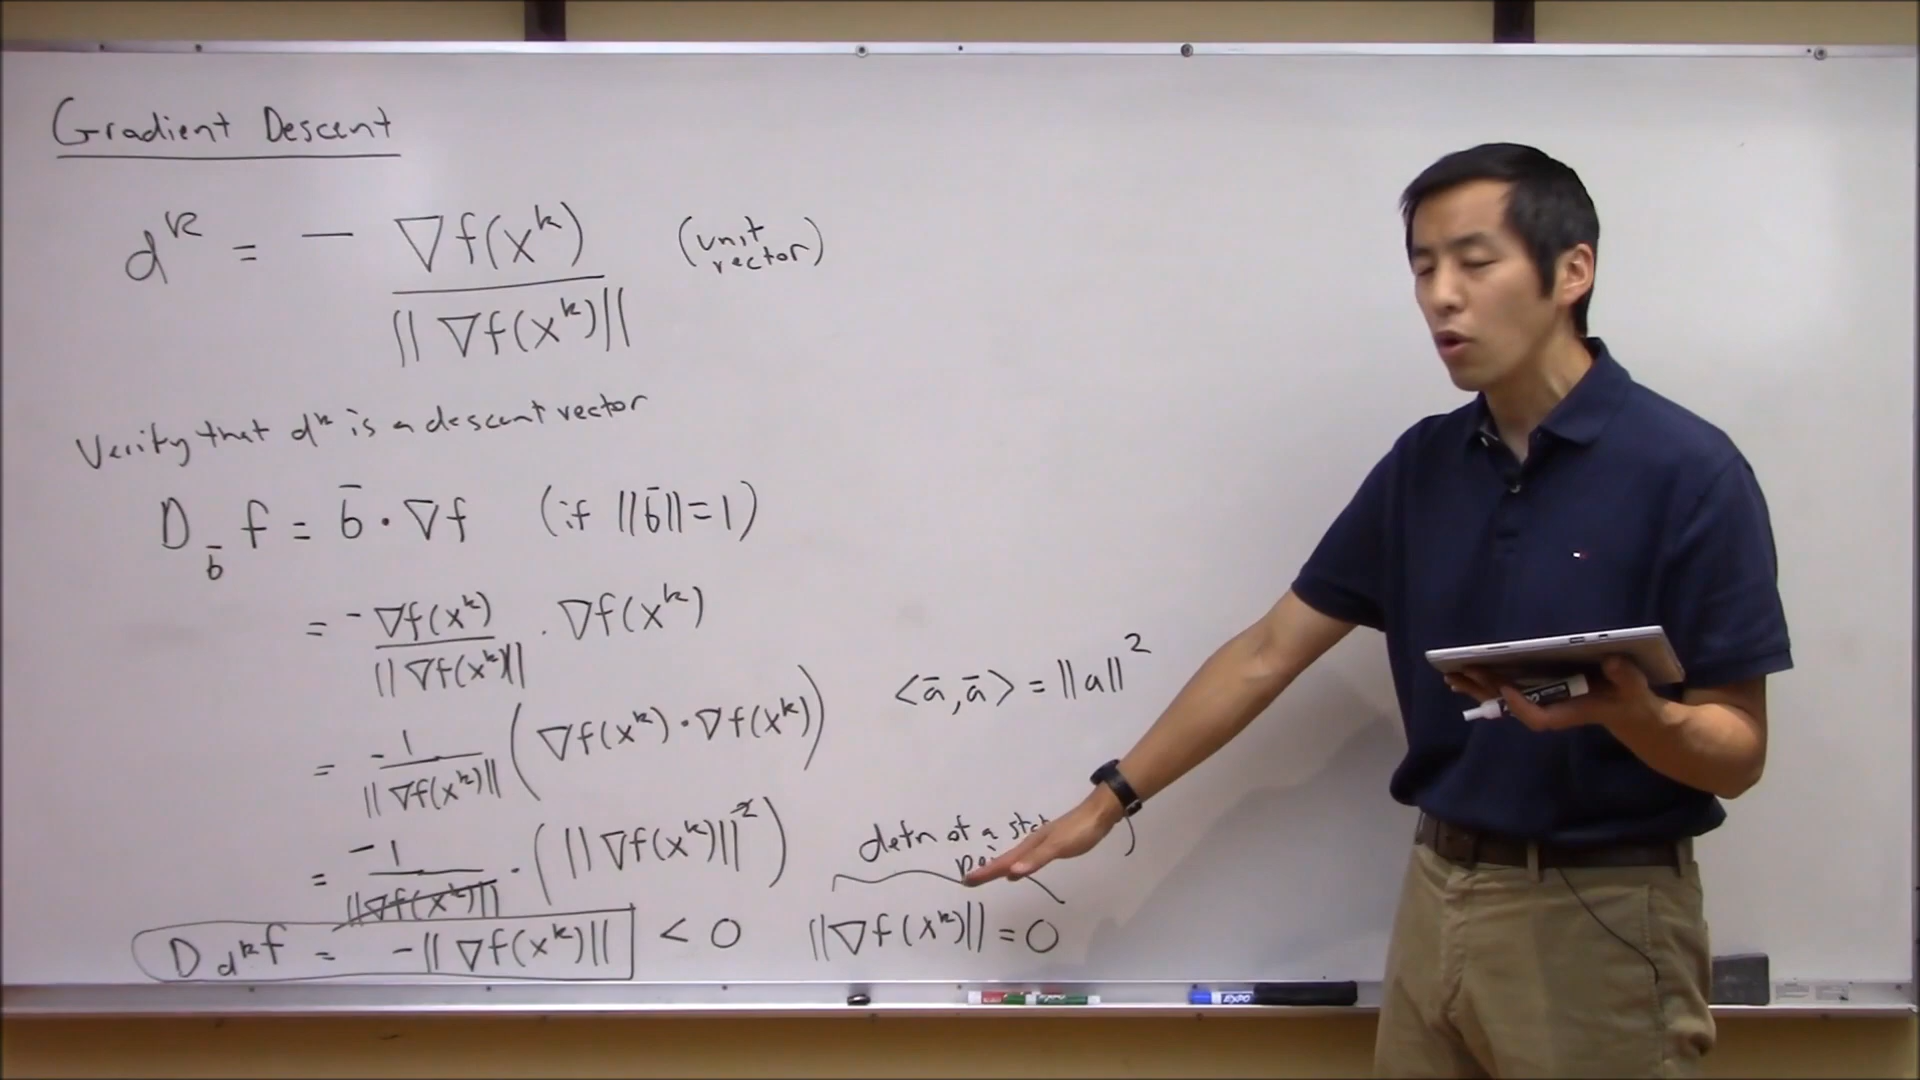 Gradient Descent
d^k = - ∇f(x^k) / ||∇f(x^k)|| (unit vector)
Verify that d^k is a descent vector
D_b̄ f = b̄ · ∇f (if ||b̄||=1)
= -∇f(x^k) / ||∇f(x^k)|| · ∇f(x^k)
= -1 / ||∇f(x^k)|| (∇f(x^k) · ∇f(x^k))
<ā,ā> = ||a||^2
= -1 / ||∇f(x^k)|| · (||∇f(x^k)||^2)
defn of a
D_d^k f = -||∇f(x^k)|| < 0
||∇f(x^k)|| = 0
EXPO